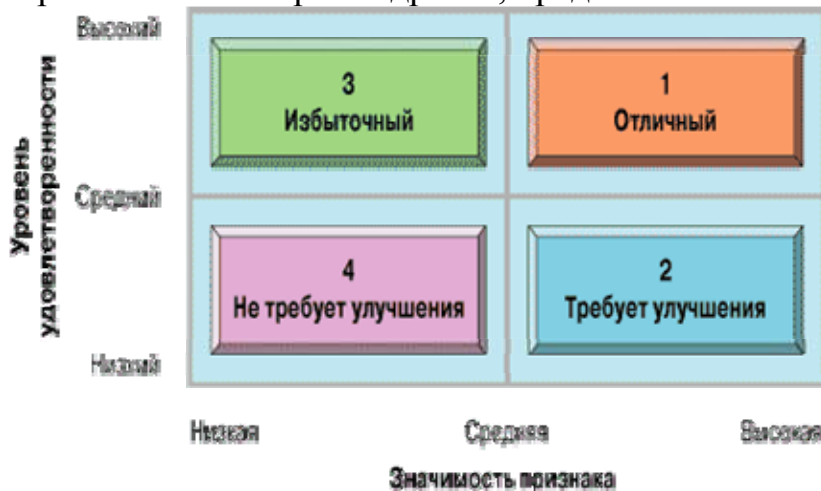 Высокий
3
Избыточный
1
Отличный
Уровень
удовлетворенности
Средний
4
Не требует улучшения
2
Требует улучшения
Низкий
Низкая
Средняя
Высокая
Значимость признака